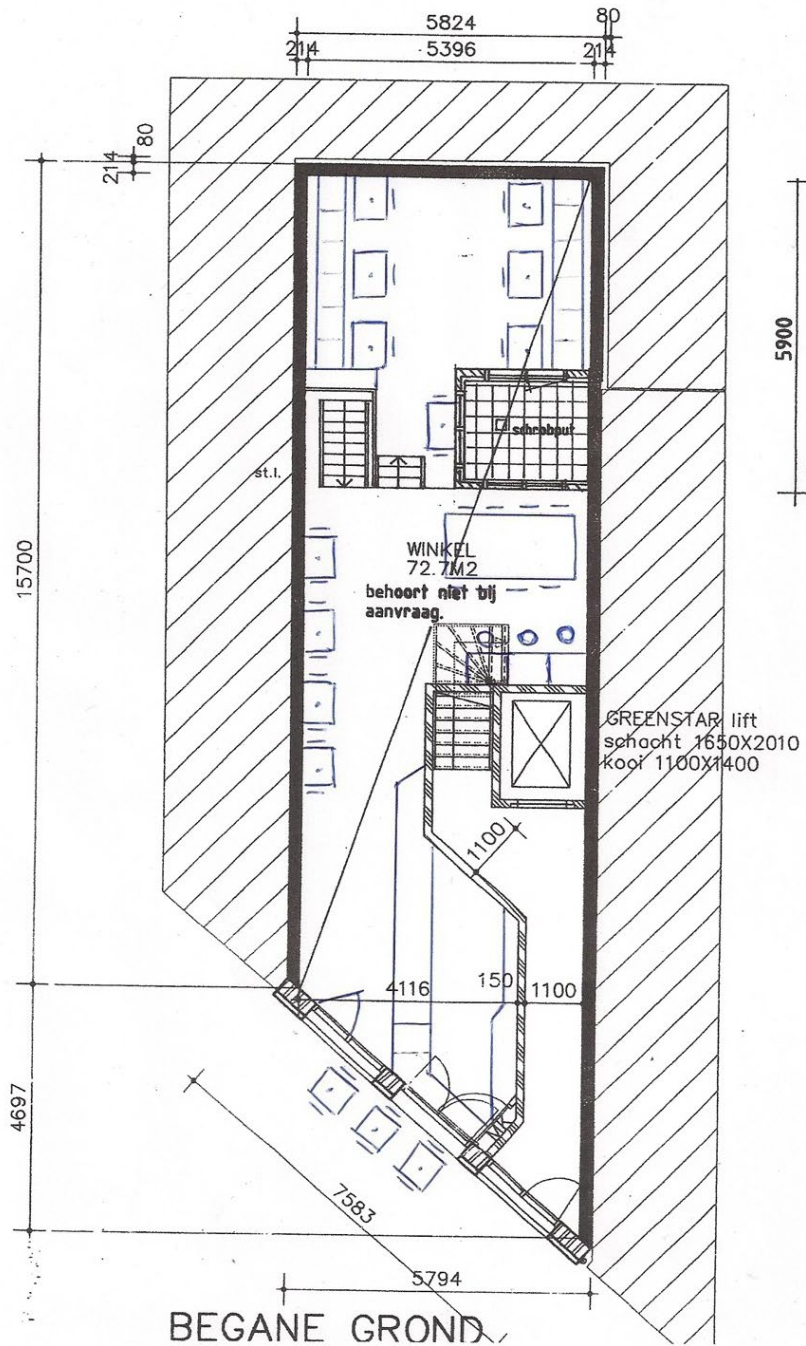 5824
80
214
5396
214
80
214
5900
schrobput
st.l.
15700
WINKEL
72.7M2
behoort niet bij
aanvraag.
GREENSTAR lift
schacht 1650X2010
kooi 1100X1400
1100
4116
150
1100
4697
MK
7583
5794
BEGANE GROND